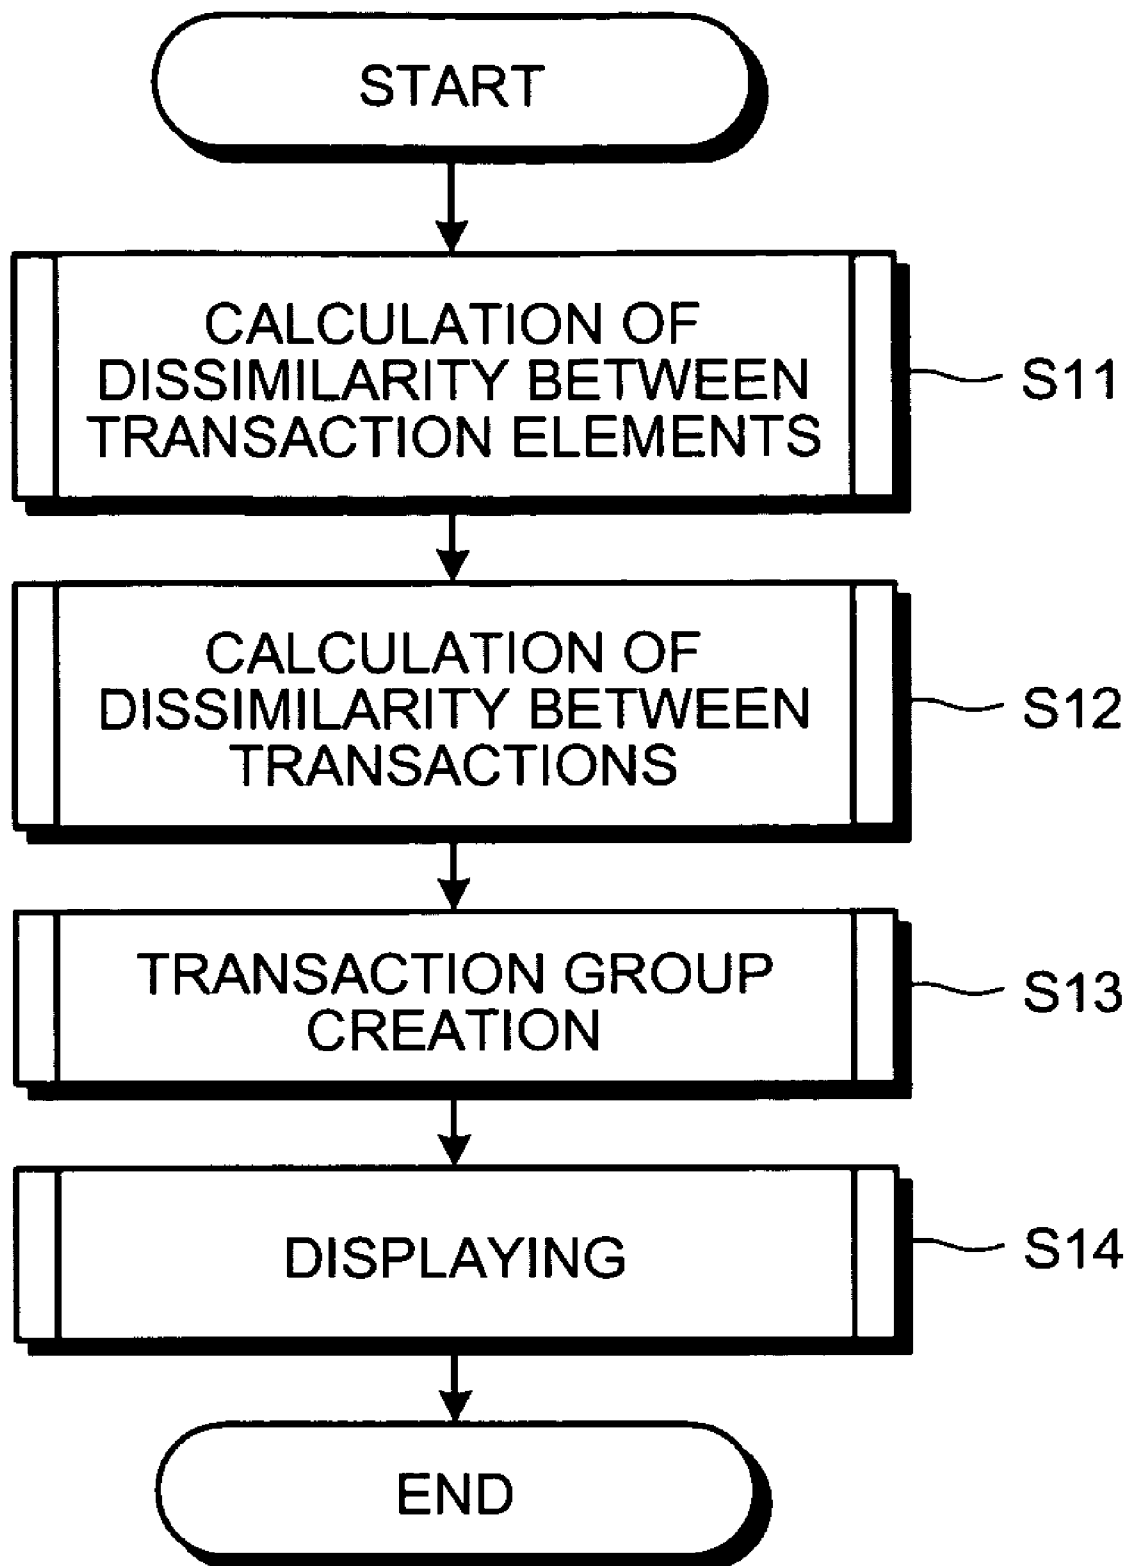 START
CALCULATION OF
DISSIMILARITY BETWEEN
TRANSACTION ELEMENTS
S11
CALCULATION OF
DISSIMILARITY BETWEEN
TRANSACTIONS
S12
TRANSACTION GROUP
CREATION
S13
DISPLAYING
S14
END